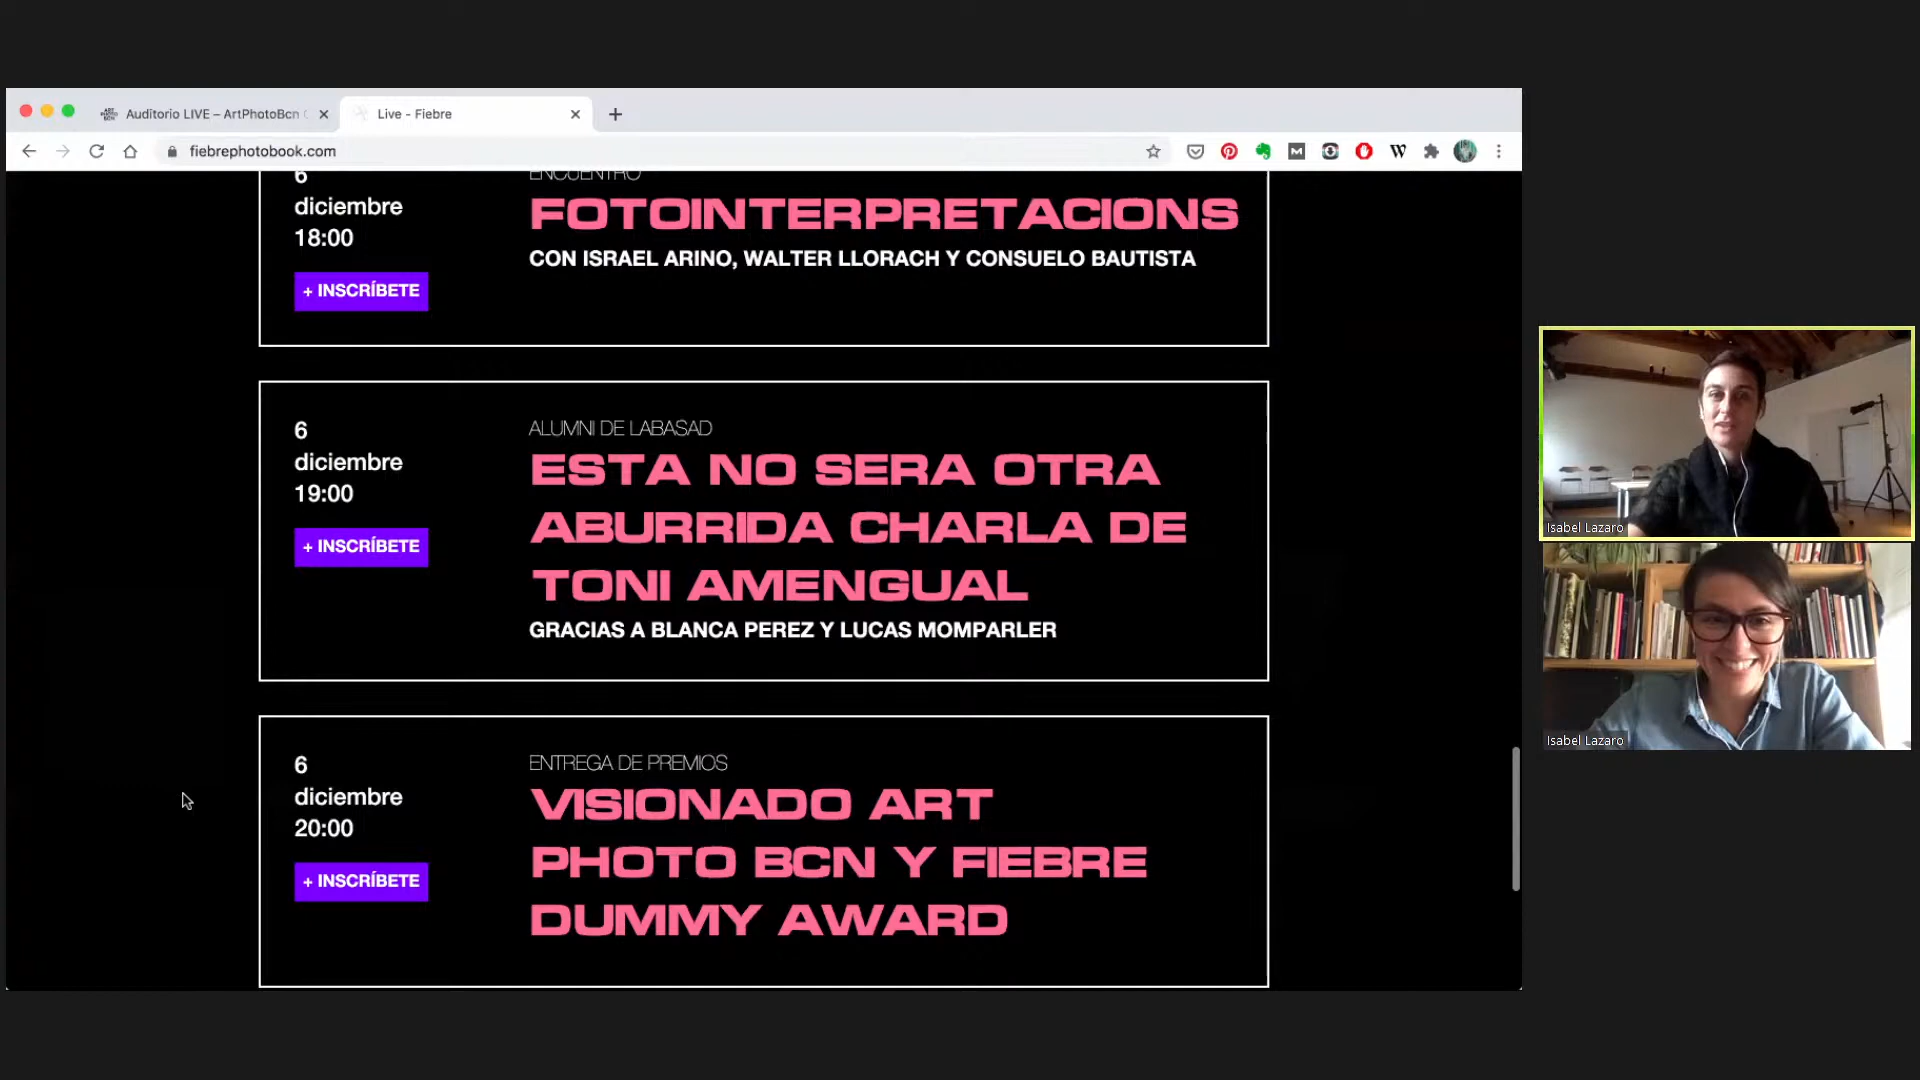 Auditorio LIVE – ArtPhotoBcn
Live - Fiebre
fiebrephotobook.com
ENCUENTRO
6
diciembre
18:00
FOTOINTERPRETACIONS
CON ISRAEL ARINO, WALTER LLORACH Y CONSUELO BAUTISTA
+ INSCRÍBETE
ALUMNI DE LABASAD
6
diciembre
19:00
ESTA NO SERA OTRA
ABURRIDA CHARLA DE
TONI AMENGUAL
GRACIAS A BLANCA PEREZ Y LUCAS MOMPARLER
+ INSCRÍBETE
ENTREGA DE PREMIOS
6
diciembre
20:00
VISIONADO ART
PHOTO BCN Y FIEBRE
DUMMY AWARD
+ INSCRÍBETE
Isabel Lazaro
Isabel Lazaro